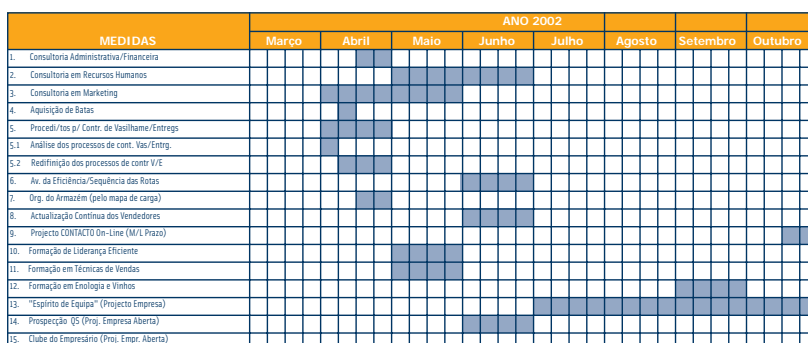 ANO 2002
MEDIDAS Março Abril Maio Junho Julho Agosto Setembro Outubro
1. Consultoria Administrativa/Financeira
2. Consultoria em Recursos Humanos
3. Consultoria em Marketing
4. Aquisição de Batas
5. Procedi/tos p/ Contr. de Vasilhame/Entregs
5.1 Análise dos processos de cont. Vas/Entrg.
5.2 Redifinição dos processos de contr V/E
6. Av. da Eficiência/Sequência das Rotas
7. Org. do Armazém (pelo mapa de carga)
8. Actualização Contínua dos Vendedores
9. Projecto CONTACTO On-Line (M/L Prazo)
10. Formação de Liderança Eficiente
11. Formação em Técnicas de Vendas
12. Formação em Enologia e Vinhos
13. "Espírito de Equipa" (Projecto Empresa)
14. Prospecção QS (Proj. Empresa Aberta)
15. Clube do Empresário (Proj. Empr. Aberta)